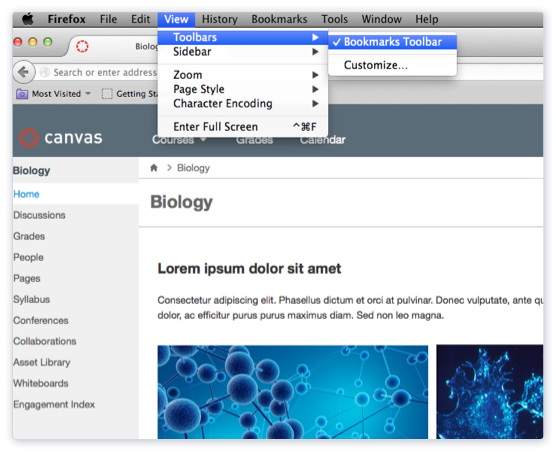 Firefox File Edit View History Bookmarks Tools Window Help
Toolbars
Bookmarks Toolbar
Sidebar
Customize...
Zoom
Page Style
Character Encoding
Enter Full Screen ^⌘F
Biolo
Search or enter address
Most Visited
Getting Sta
canvas
Courses Grades Calendar
Biology
Home
Discussions
Grades
People
Pages
Syllabus
Conferences
Collaborations
Asset Library
Whiteboards
Engagement Index
Biology
Biology
Lorem ipsum dolor sit amet
Consectetur adipiscing elit. Phasellus dictum et orci at pulvinar. Donec vulputate, ante qu
dolor, ac efficitur purus purus maximus diam. Sed non leo magna.